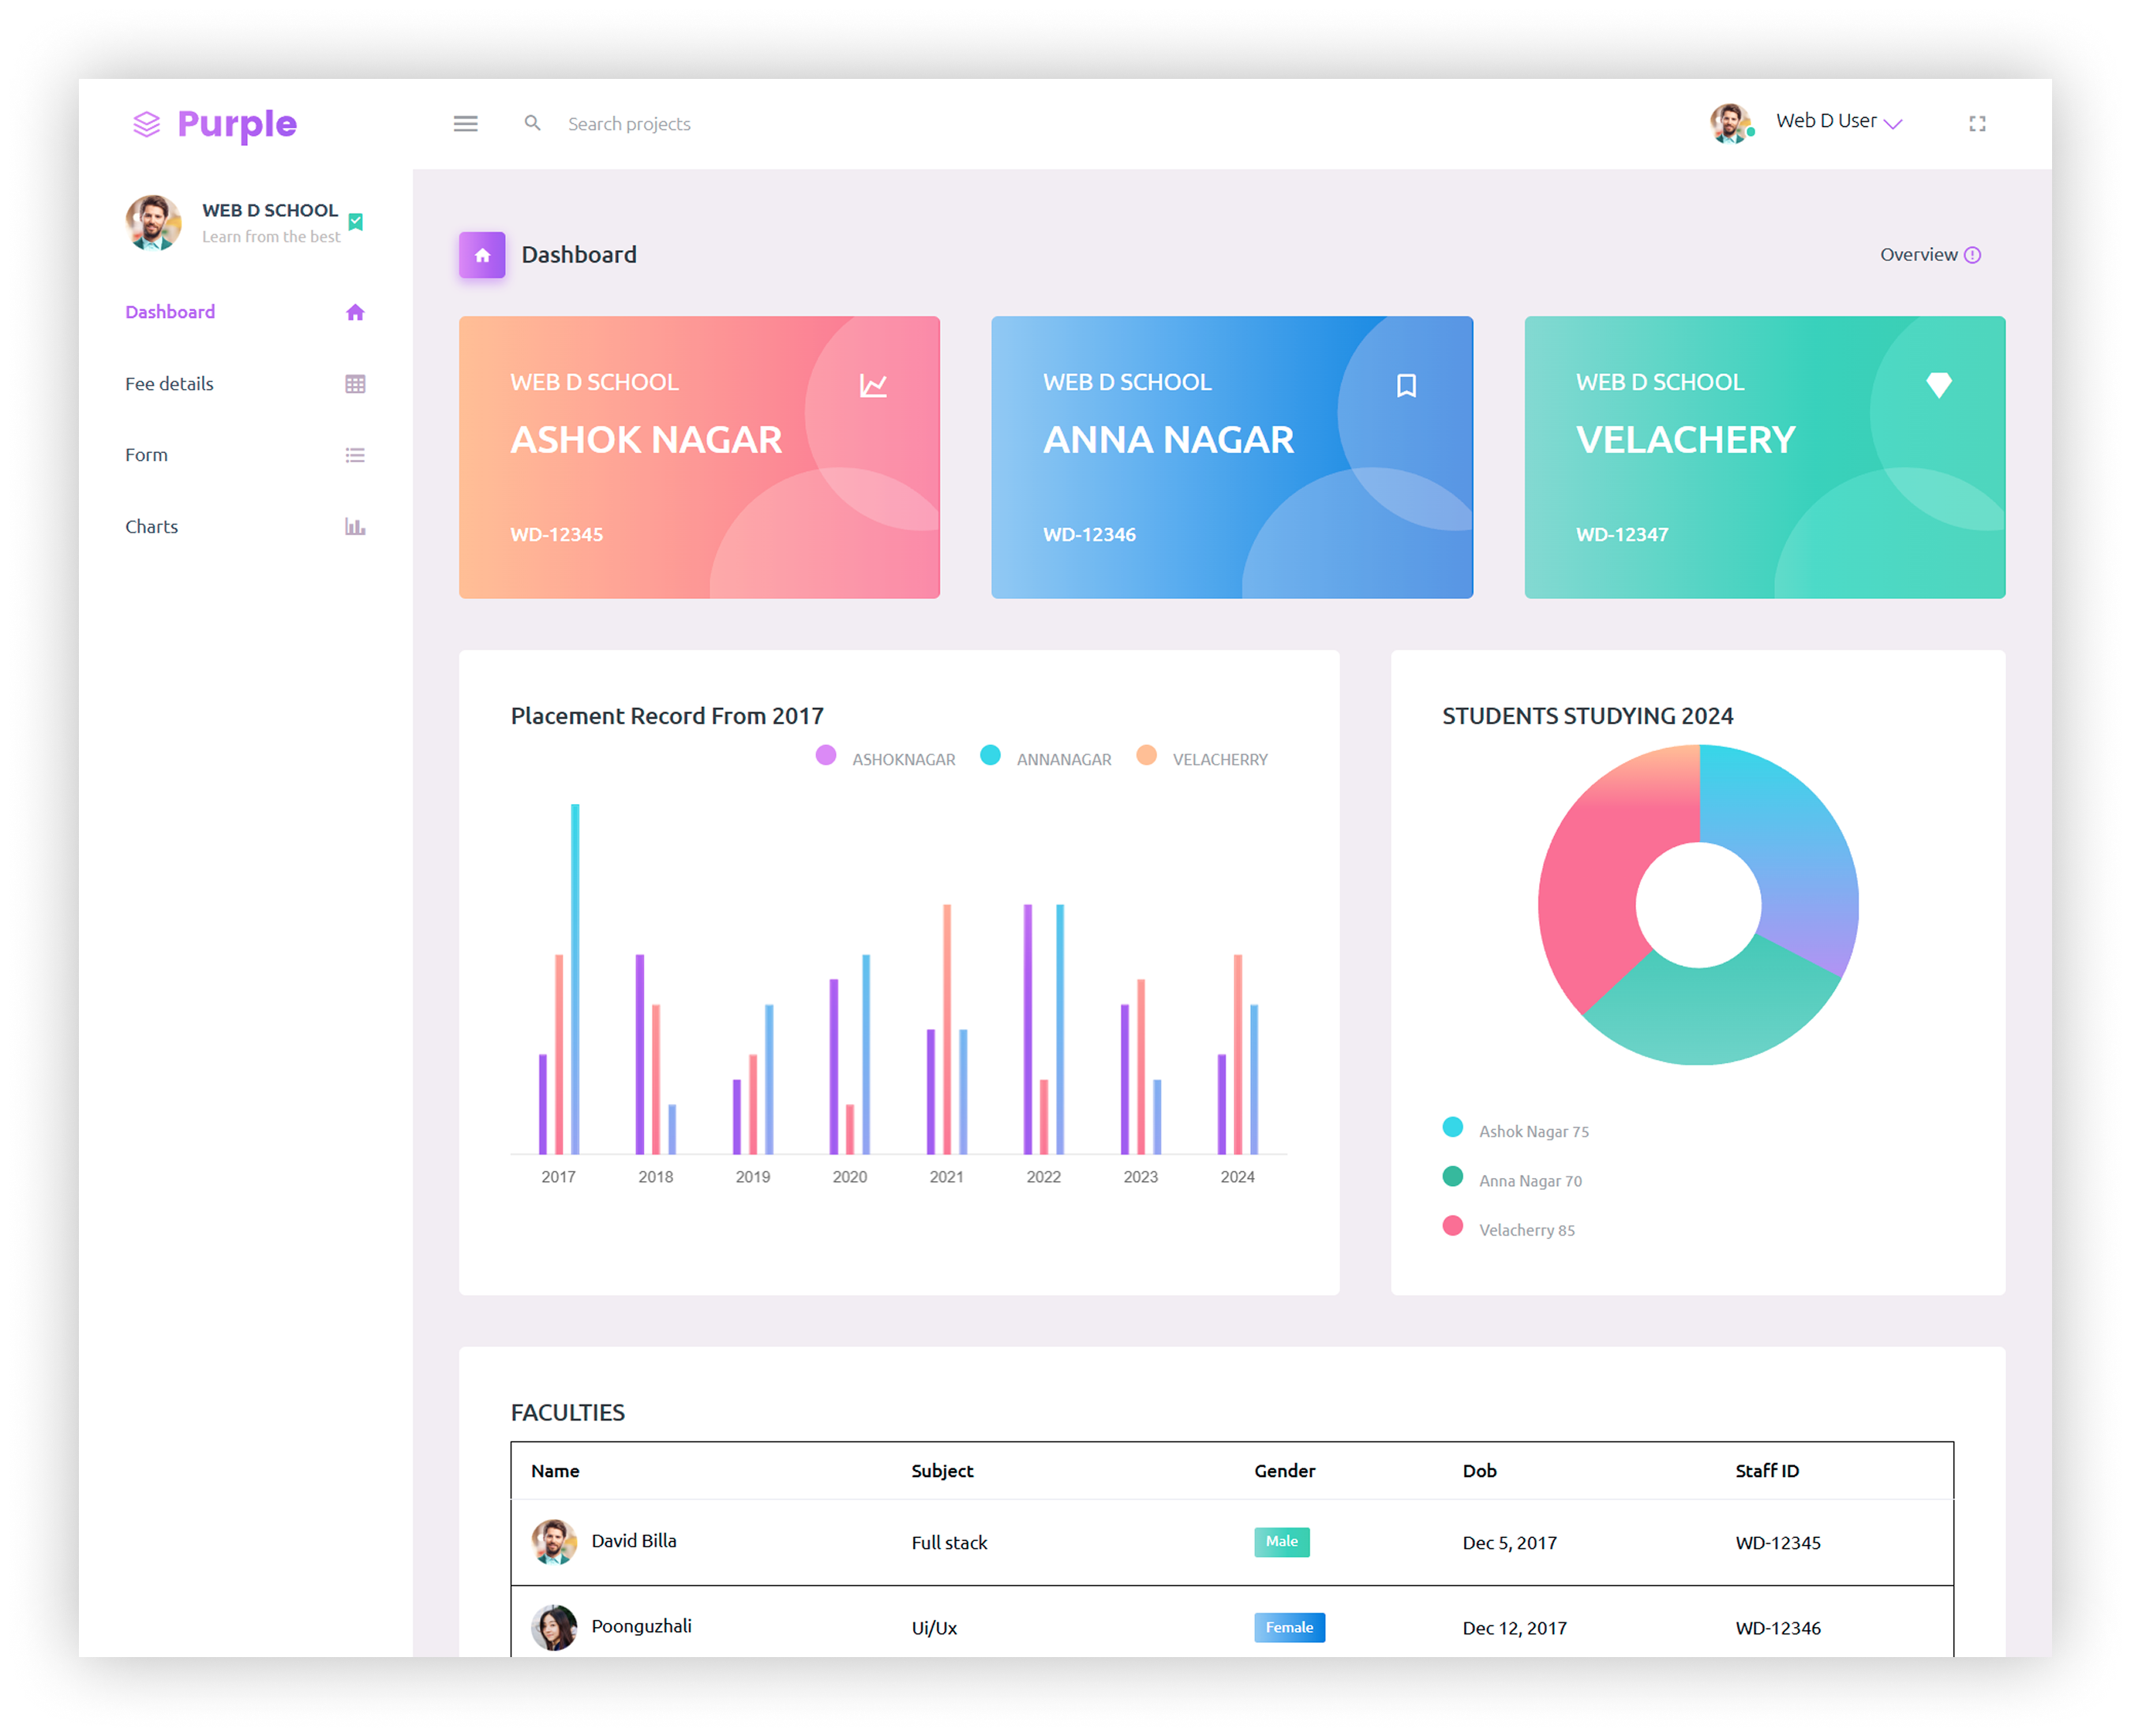 Purple
Search projects
Web D User
WEB D SCHOOL
Learn from the best
Dashboard
Fee details
Form
Charts
Dashboard
Overview
WEB D SCHOOL
ASHOK NAGAR
WD-12345
WEB D SCHOOL
ANNA NAGAR
WD-12346
WEB D SCHOOL
VELACHERY
WD-12347
Placement Record From 2017
ASHOKNAGAR ANNANAGAR VELACHERRY
2017 2018 2019 2020 2021 2022 2023 2024
STUDENTS STUDYING 2024
Ashok Nagar 75
Anna Nagar 70
Velacherry 85
FACULTIES
Name Subject Gender Dob Staff ID
David Billa Full stack Male Dec 5, 2017 WD-12345
Poonguzhali Ui/Ux Female Dec 12, 2017 WD-12346